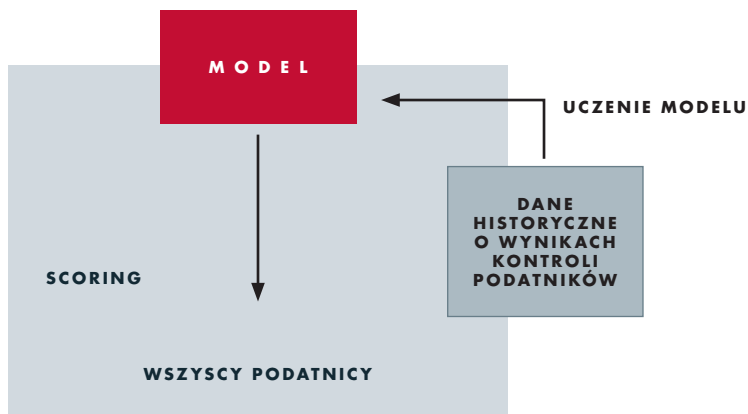 MODEL
UCZENIE MODELU
DANE
HISTORYCZNE
O WYNIKACH
KONTROLI
PODATNIKÓW
SCORING
WSZYSCY PODATNICY